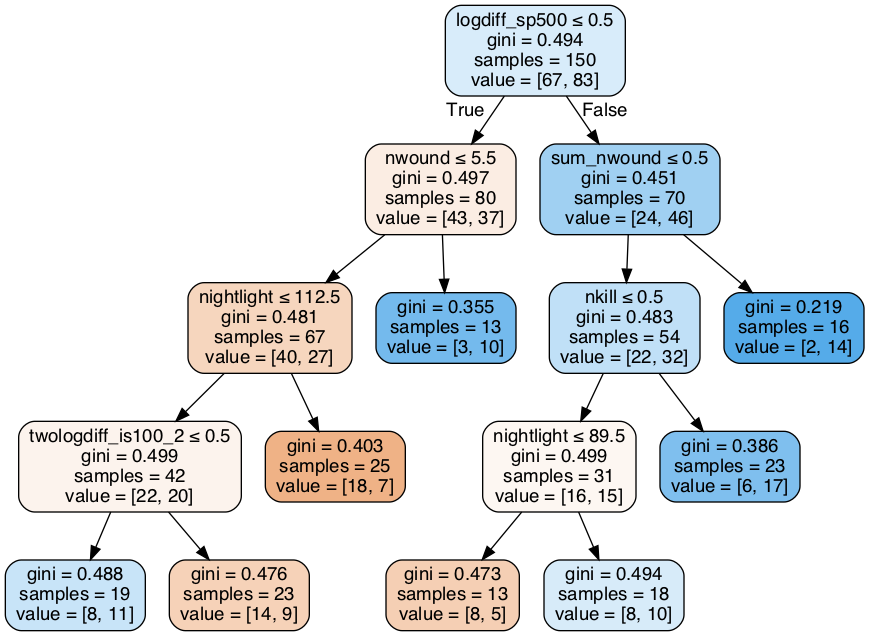 logdiff_sp500 ≤ 0.5
gini = 0.494
samples = 150
value = [67, 83]
True
False
nwound ≤ 5.5
gini = 0.497
samples = 80
value = [43, 37]
sum_nwound ≤ 0.5
gini = 0.451
samples = 70
value = [24, 46]
nightlight ≤ 112.5
gini = 0.481
samples = 67
value = [40, 27]
gini = 0.355
samples = 13
value = [3, 10]
nkill ≤ 0.5
gini = 0.483
samples = 54
value = [22, 32]
gini = 0.219
samples = 16
value = [2, 14]
twologdiff_is100_2 ≤ 0.5
gini = 0.499
samples = 42
value = [22, 20]
gini = 0.403
samples = 25
value = [18, 7]
nightlight ≤ 89.5
gini = 0.499
samples = 31
value = [16, 15]
gini = 0.386
samples = 23
value = [6, 17]
gini = 0.488
samples = 19
value = [8, 11]
gini = 0.476
samples = 23
value = [14, 9]
gini = 0.473
samples = 13
value = [8, 5]
gini = 0.494
samples = 18
value = [8, 10]